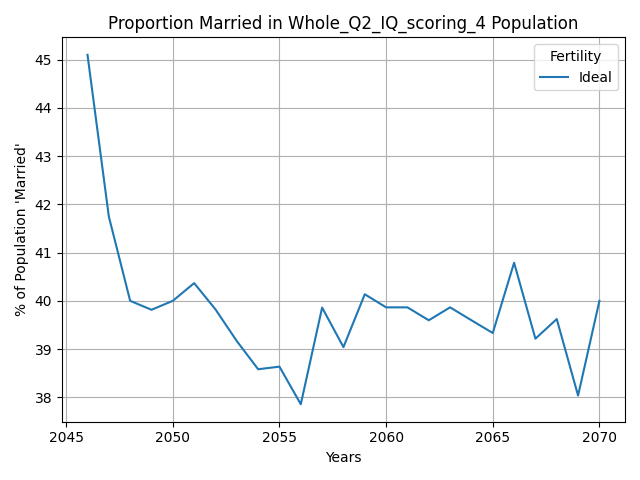 Proportion Married in Whole_Q2_IQ_scoring_4 Population
Fertility
Ideal
% of Population 'Married'
45
44
43
42
41
40
39
38
2045
2050
2055
2060
2065
2070
Years